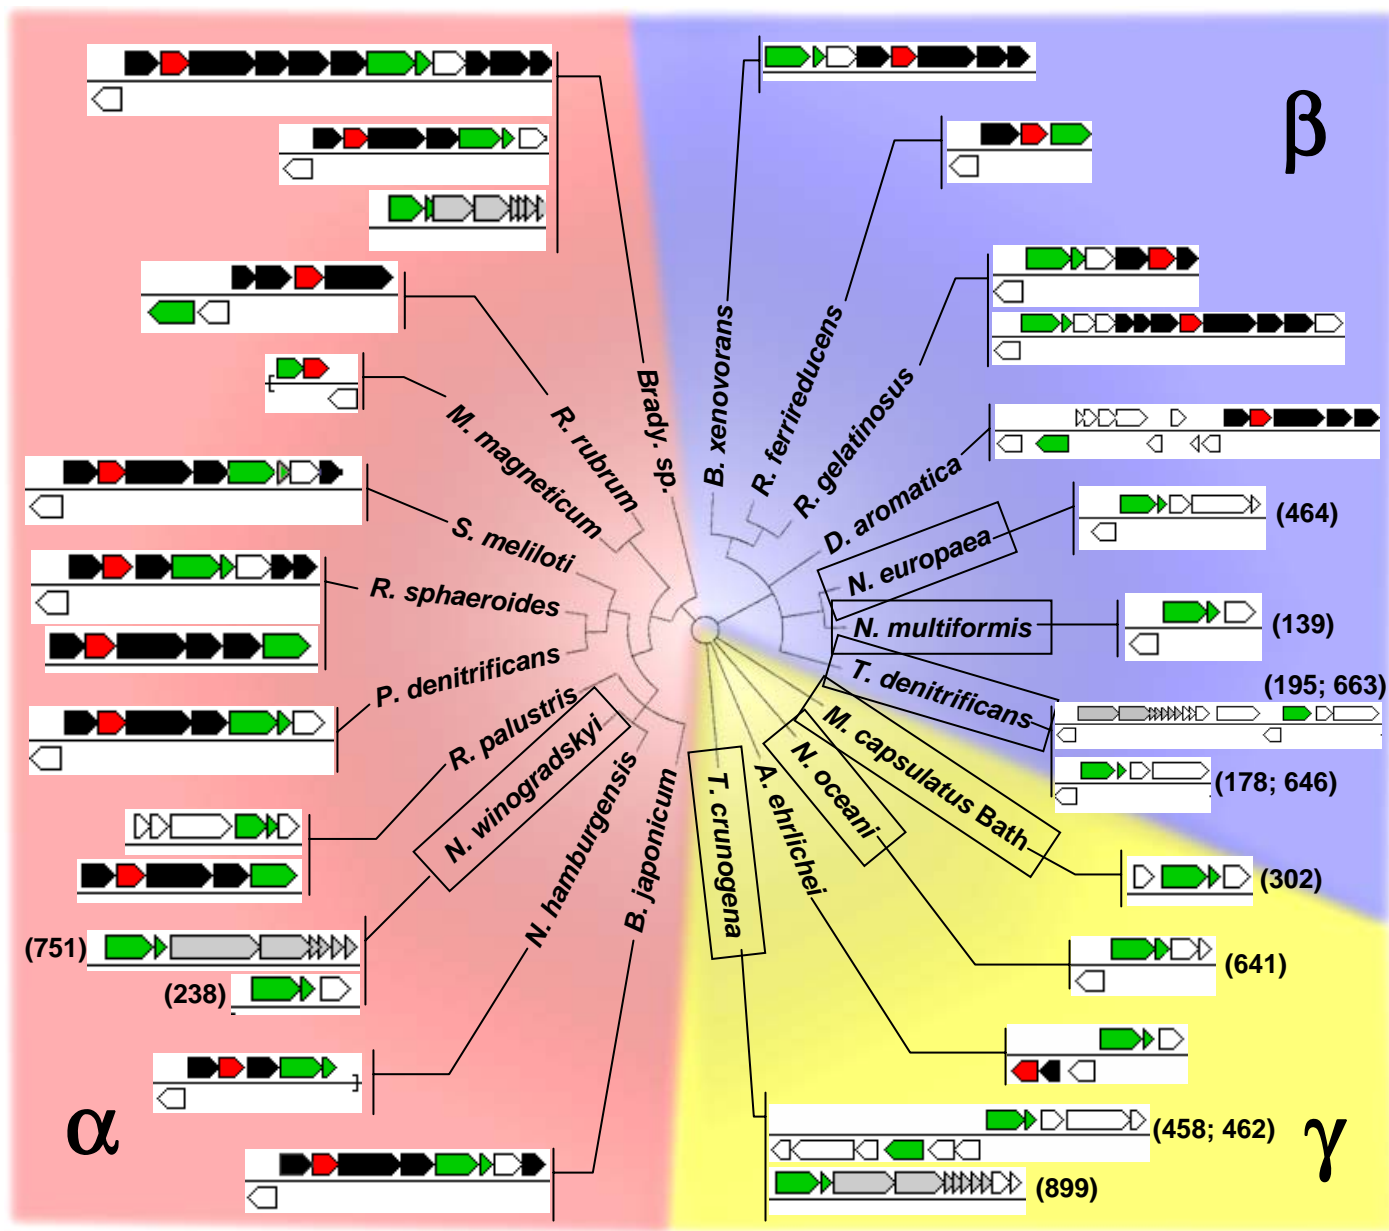 β
B. xenovorans
R. ferrireducens
R. gelatinosus
D. aromatica
N. europaea
(464)
N. multiformis
(139)
T. denitrificans
(195; 663)
(178; 646)
M. capsulatus Bath
(302)
N. oceani
(641)
A. ehrlichei
T. crunogena
(458; 462)
(899)
γ
Brady. sp.
R. rubrum
M. magneticum
S. meliloti
R. sphaeroides
P. denitrificans
R. palustris
N. winogradskyi
(751)
(238)
N. hamburgensis
B. japonicum
α